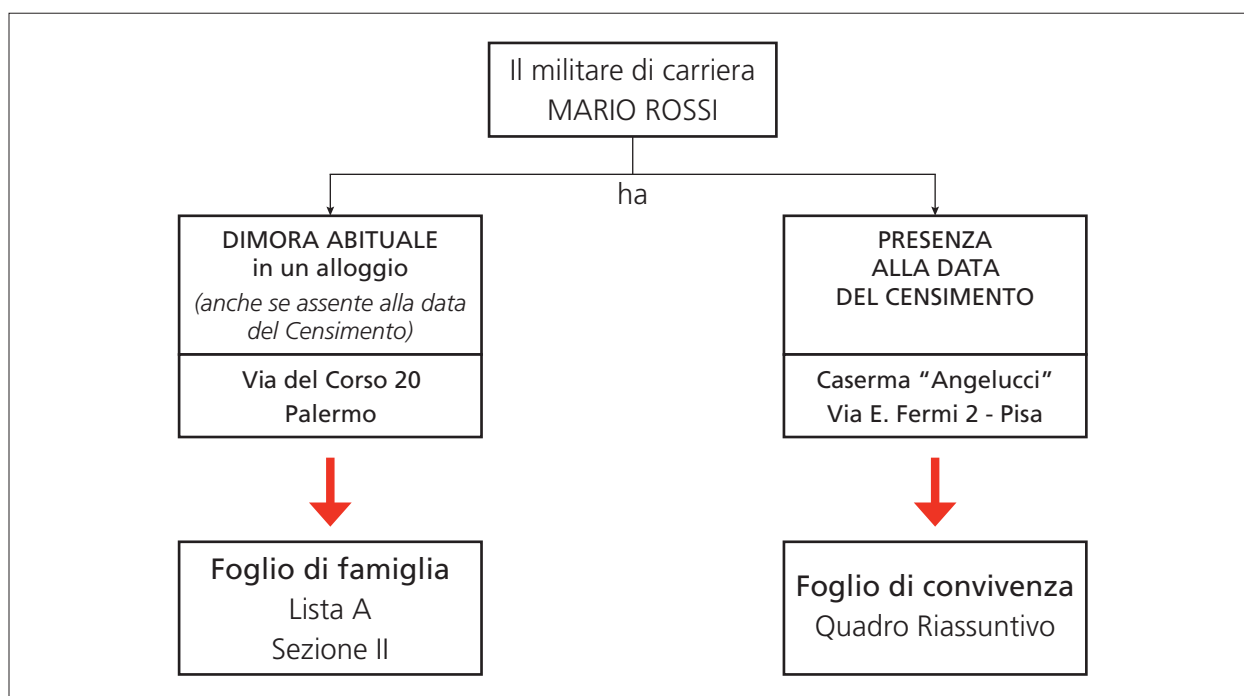 Il militare di carriera
MARIO ROSSI
ha
DIMORA ABITUALE
in un alloggio
(anche se assente alla data
del Censimento)
Via del Corso 20
Palermo
Foglio di famiglia
Lista A
Sezione II
PRESENZA
ALLA DATA
DEL CENSIMENTO
Caserma “Angelucci”
Via E. Fermi 2 - Pisa
Foglio di convivenza
Quadro Riassuntivo